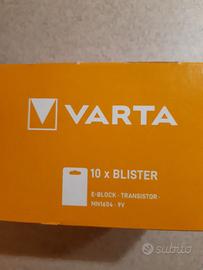 VARTA
10 x BLISTER
E-BLOCK · TRANSISTOR ·
MN1604 · 9V
subito